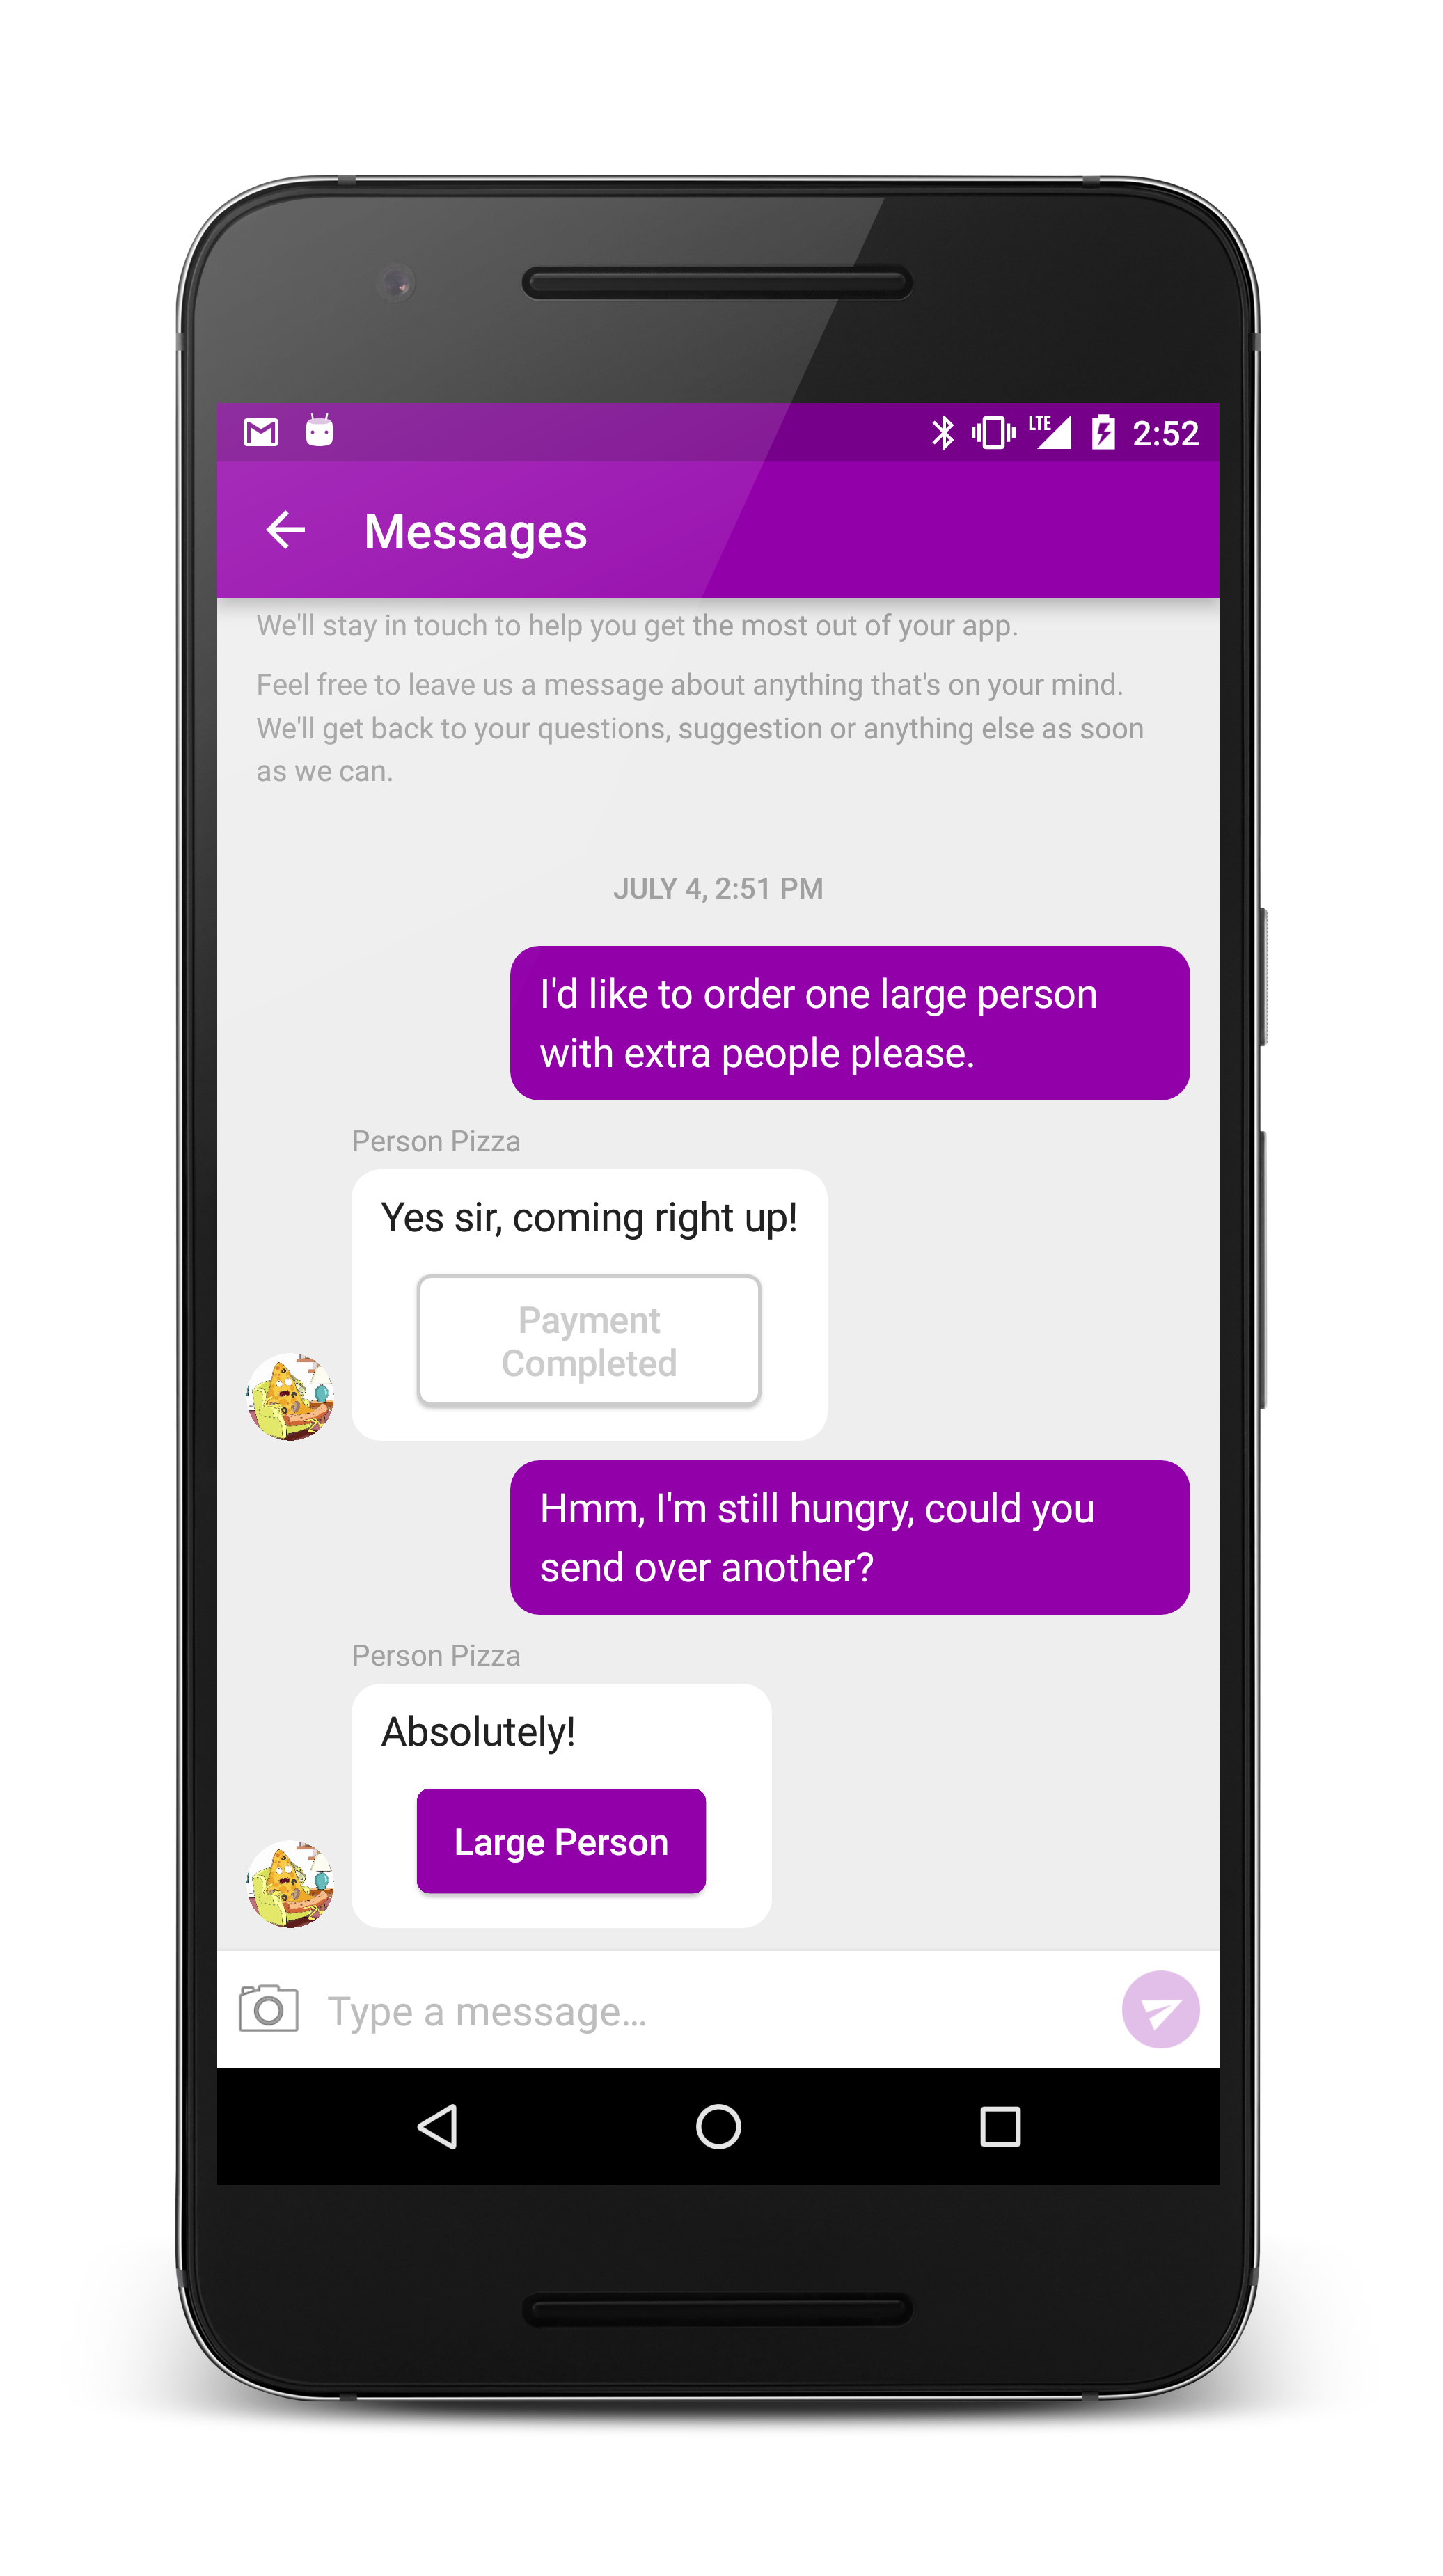 LTE 2:52
Messages
We'll stay in touch to help you get the most out of your app.
Feel free to leave us a message about anything that's on your mind.
We'll get back to your questions, suggestion or anything else as soon
as we can.
JULY 4, 2:51 PM
I'd like to order one large person
with extra people please.
Person Pizza
Yes sir, coming right up!
Payment
Completed
Hmm, I'm still hungry, could you
send over another?
Person Pizza
Absolutely!
Large Person
Type a message...